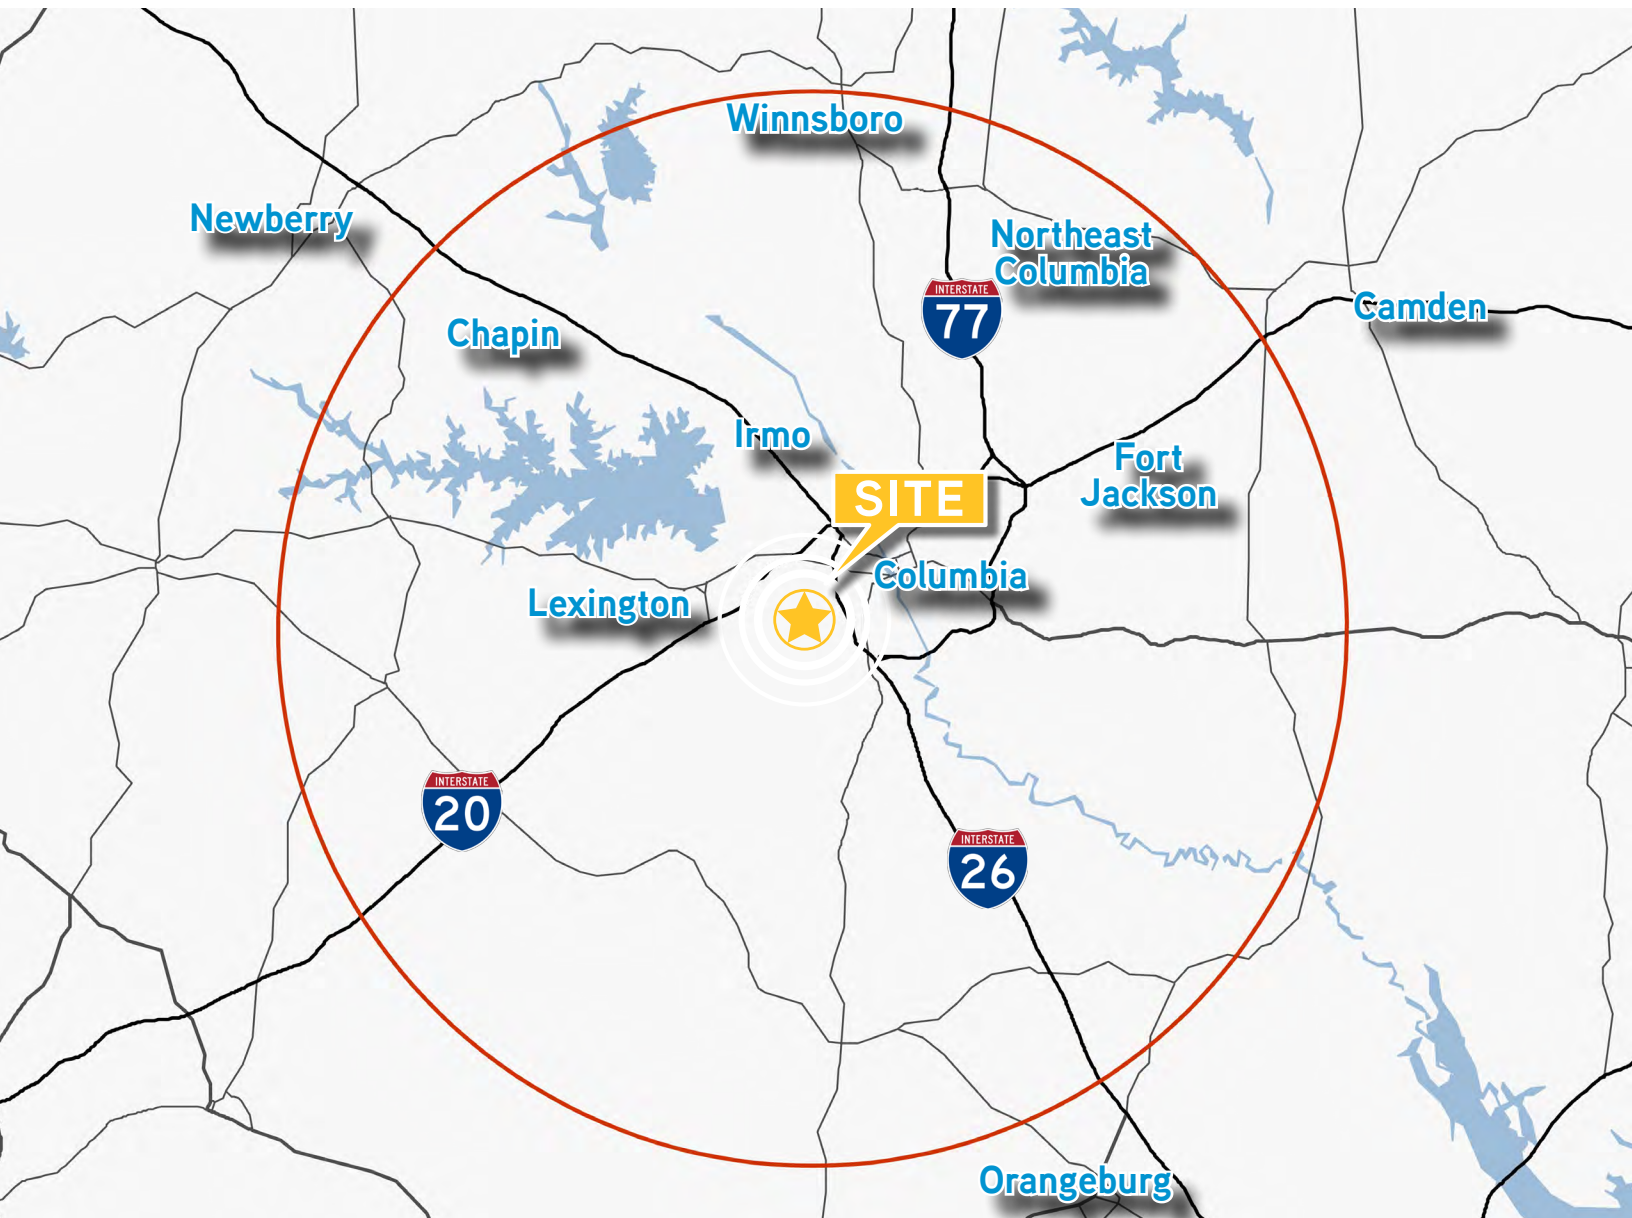 Winnsboro
Newberry
Northeast
Columbia
INTERSTATE
77
Camden
Chapin
Irmo
Fort
Jackson
SITE
Columbia
Lexington
INTERSTATE
20
INTERSTATE
26
Orangeburg